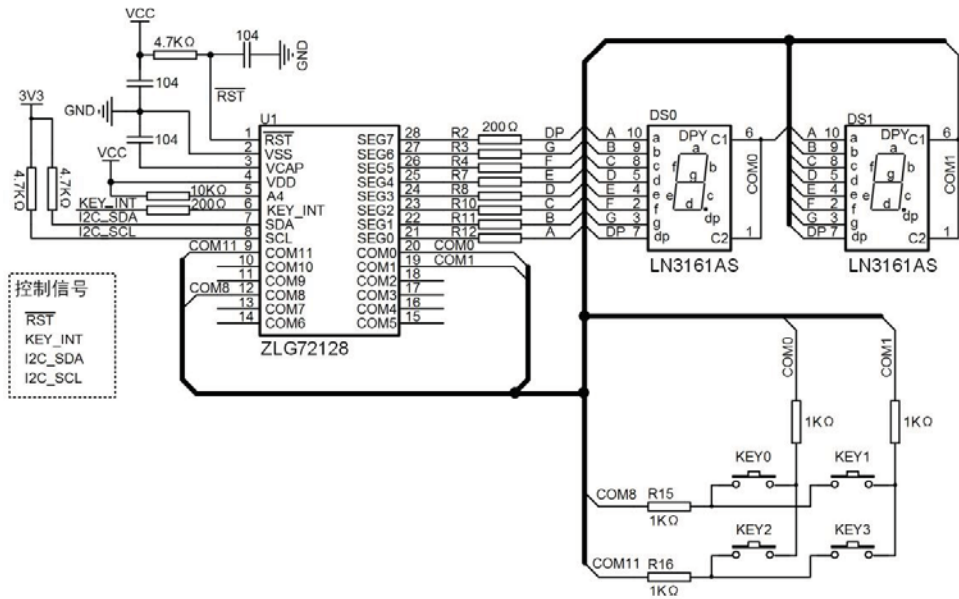 VCC
4.7KΩ
104
GND
104
RST
3V3
GND
104
VCC
4.7KΩ
4.7KΩ
10KΩ
KEY_INT
200Ω
I2C_SDA
I2C_SCL
COM11
COM8
U1
1 RST SEG7 28 R2 200Ω DP
2 VSS SEG6 27 R3 G
3 VCAP SEG5 26 R4 F
4 VDD SEG4 25 R7 E
5 A4 SEG3 24 R8 D
6 KEY_INT SEG2 23 R10 C
7 SDA SEG1 22 R11 B
8 SCL SEG0 21 R12 A
9 COM11 COM0 20 COM0
10 COM10 COM1 19 COM1
11 COM9 COM2 18
12 COM8 COM3 17
13 COM7 COM4 16
14 COM6 COM5 15
ZLG72128
DS0
A 10 a DPY C1 6
B 9 b
C 8 c
D 5 d
E 4 e
F 2 f
G 3 g
DP 7 dp C2 1
a
f b
g
e c
d
dp
COM0
LN3161AS
DS1
A 10 a DPY C1 6
B 9 b
C 8 c
D 5 d
E 4 e
F 2 f
G 3 g
DP 7 dp C2 1
a
f b
g
e c
d
dp
COM1
LN3161AS
控制信号
RST
KEY_INT
I2C_SDA
I2C_SCL
COM0
COM1
1KΩ
1KΩ
KEY0
KEY1
COM8
R15
1KΩ
KEY2
KEY3
COM11
R16
1KΩ